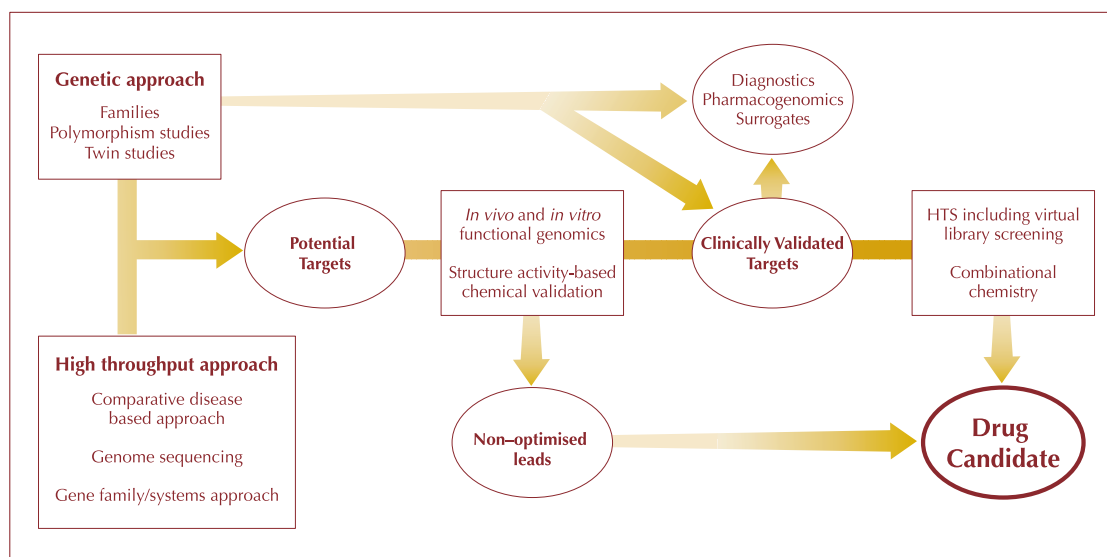 Genetic approach
Families
Polymorphism studies
Twin studies
Diagnostics
Pharmacogenomics
Surrogates
Potential
Targets
In vivo and in vitro
functional genomics
Structure activity-based
chemical validation
Clinically Validated
Targets
HTS including virtual
library screening
Combinational
chemistry
High throughput approach
Comparative disease
based approach
Genome sequencing
Gene family/systems approach
Non–optimised
leads
Drug
Candidate